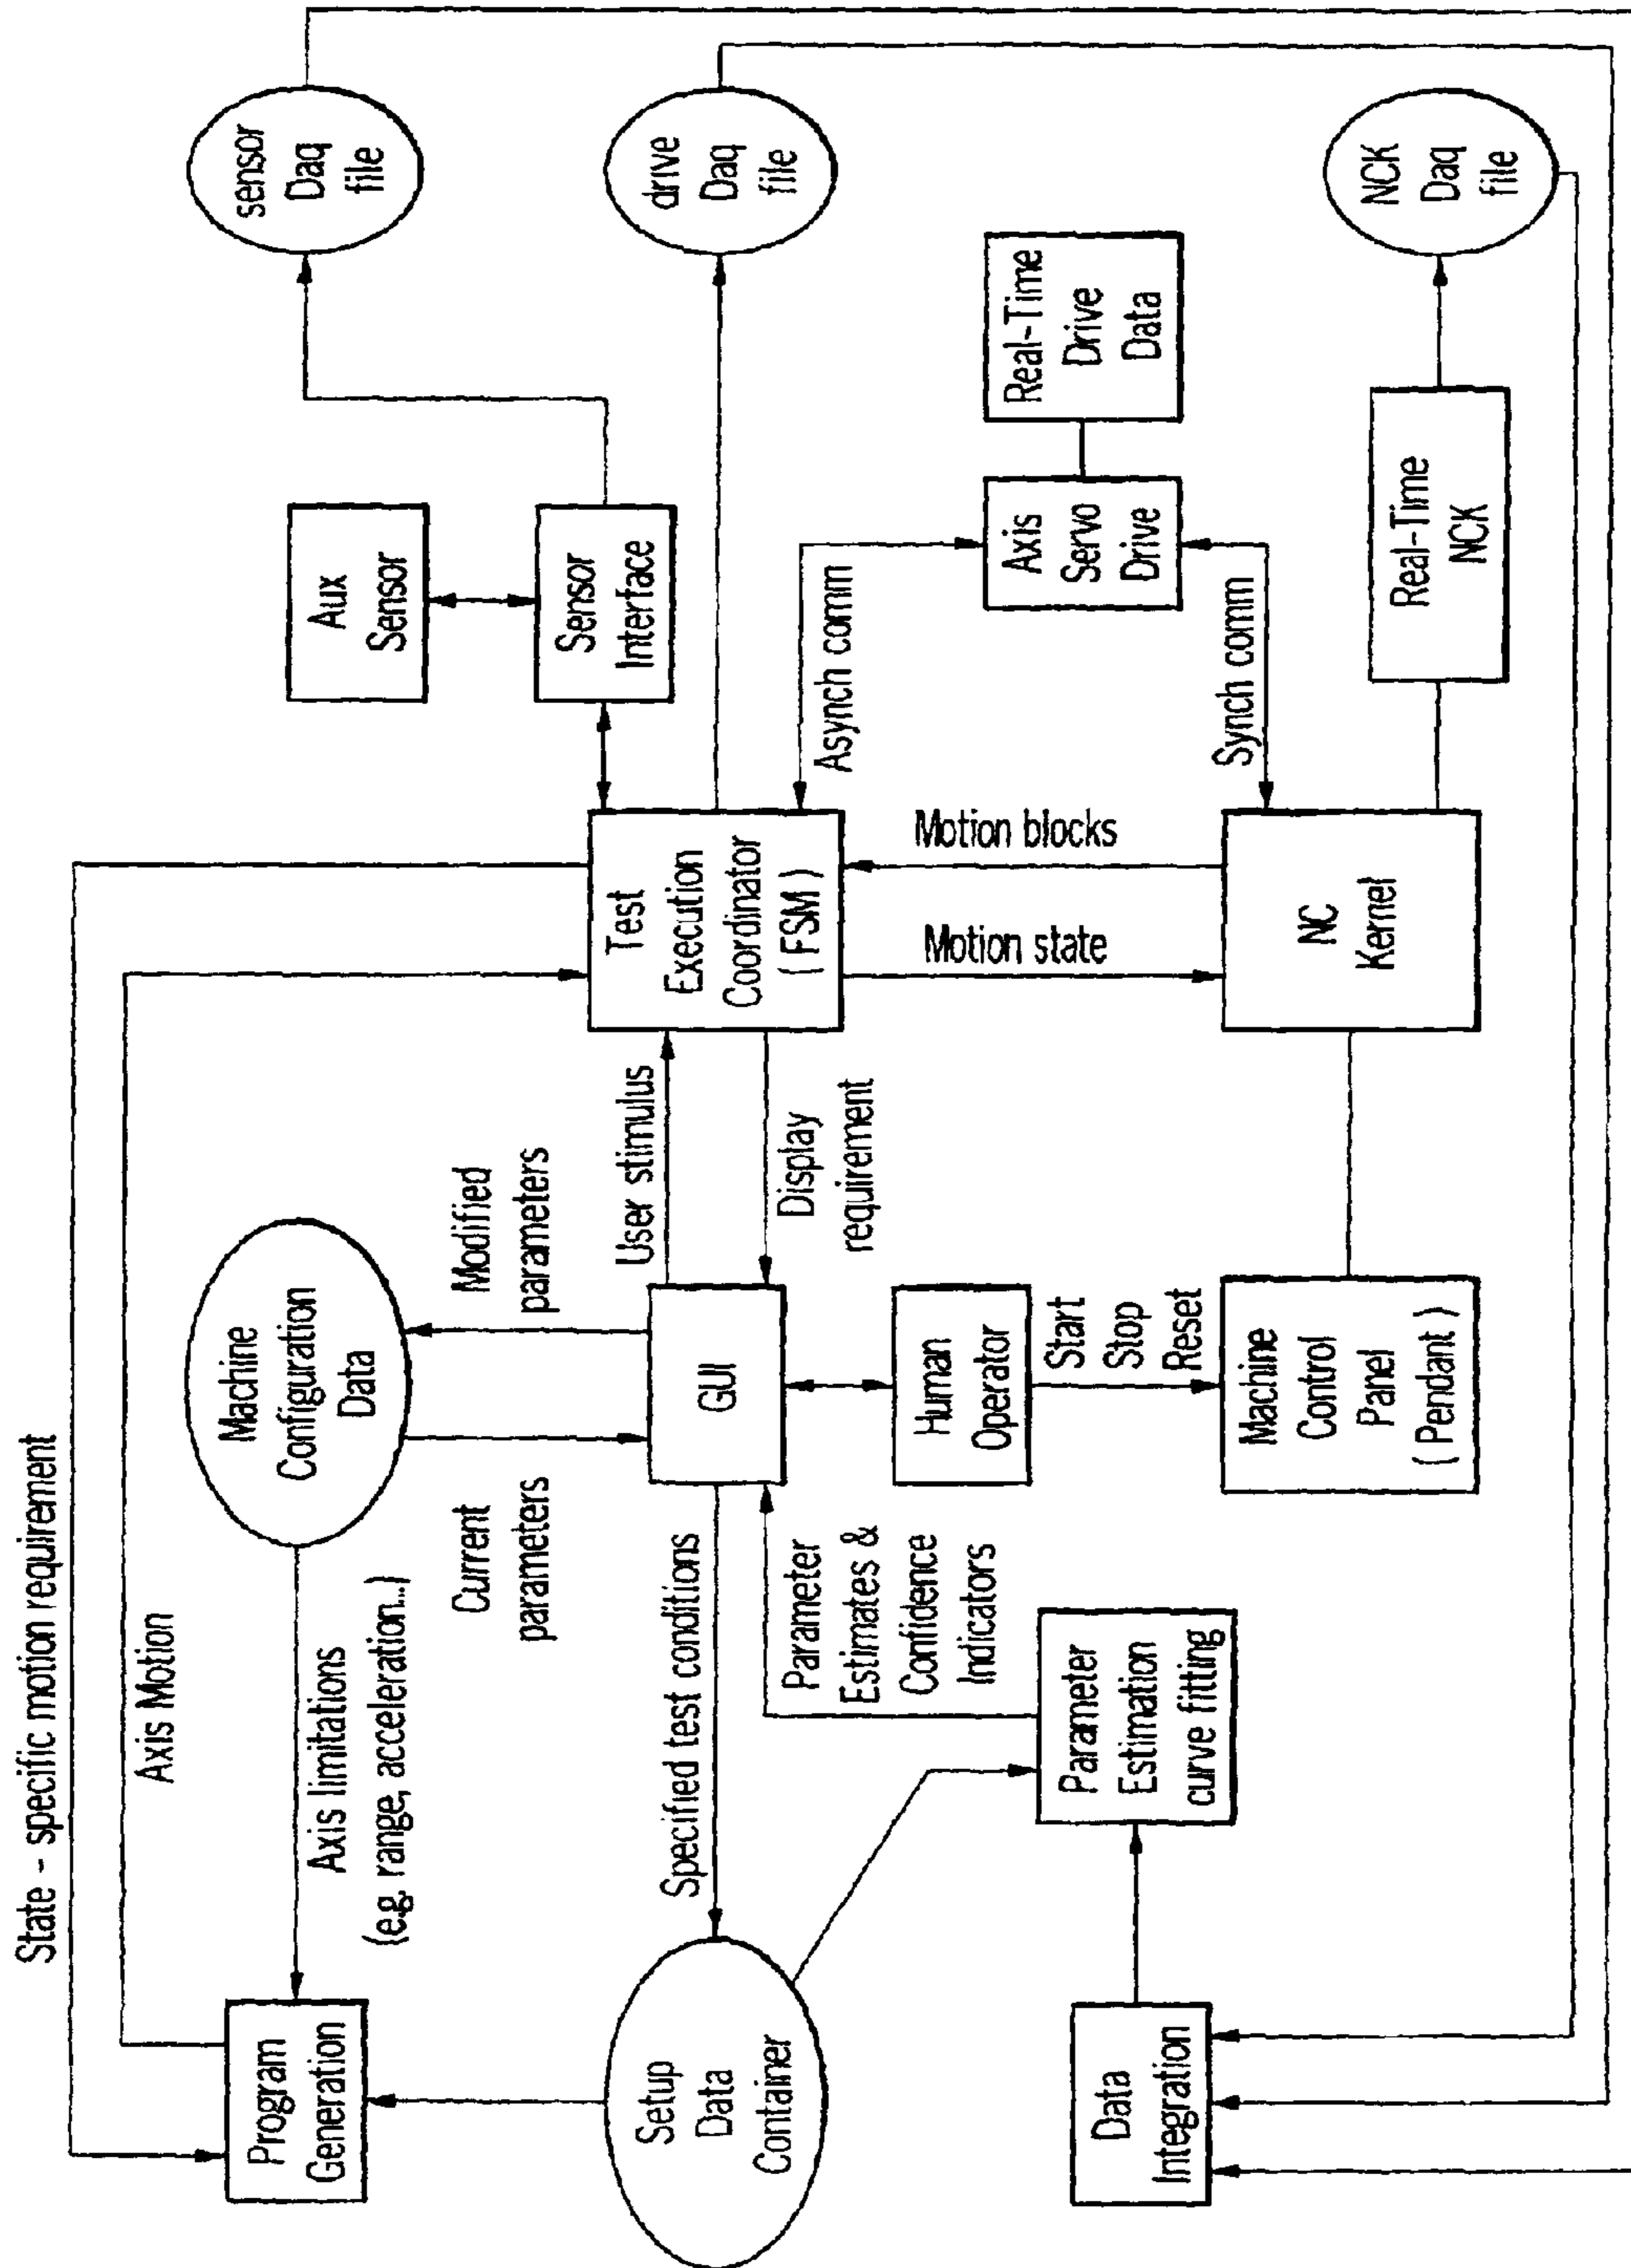 State - specific motion requirement
Axis Motion
Program
Generation
Axis limitations
(e.g. range, acceleration...)
Machine
Configuration
Data
Current
parameters
Modified
parameters
Aux
Sensor
sensor
Daq
file
Setup
Data
Container
Specified test conditions
GUI
User stimulus
Display
requirement
Test
Execution
Coordinator
( FSM )
Sensor
Interface
drive
Daq
file
Parameter
Estimates &
Confidence
Indicators
Human
Operator
Start
Stop
Reset
Motion blocks
Motion state
Asynch comm
Axis
Servo
Drive
Real-Time
Drive
Data
Synch comm
Data
Integration
Parameter
Estimation
curve fitting
Machine
Control
Panel
( Pendant )
NC
Kernel
Real-Time
NCK
NCK
Daq
file